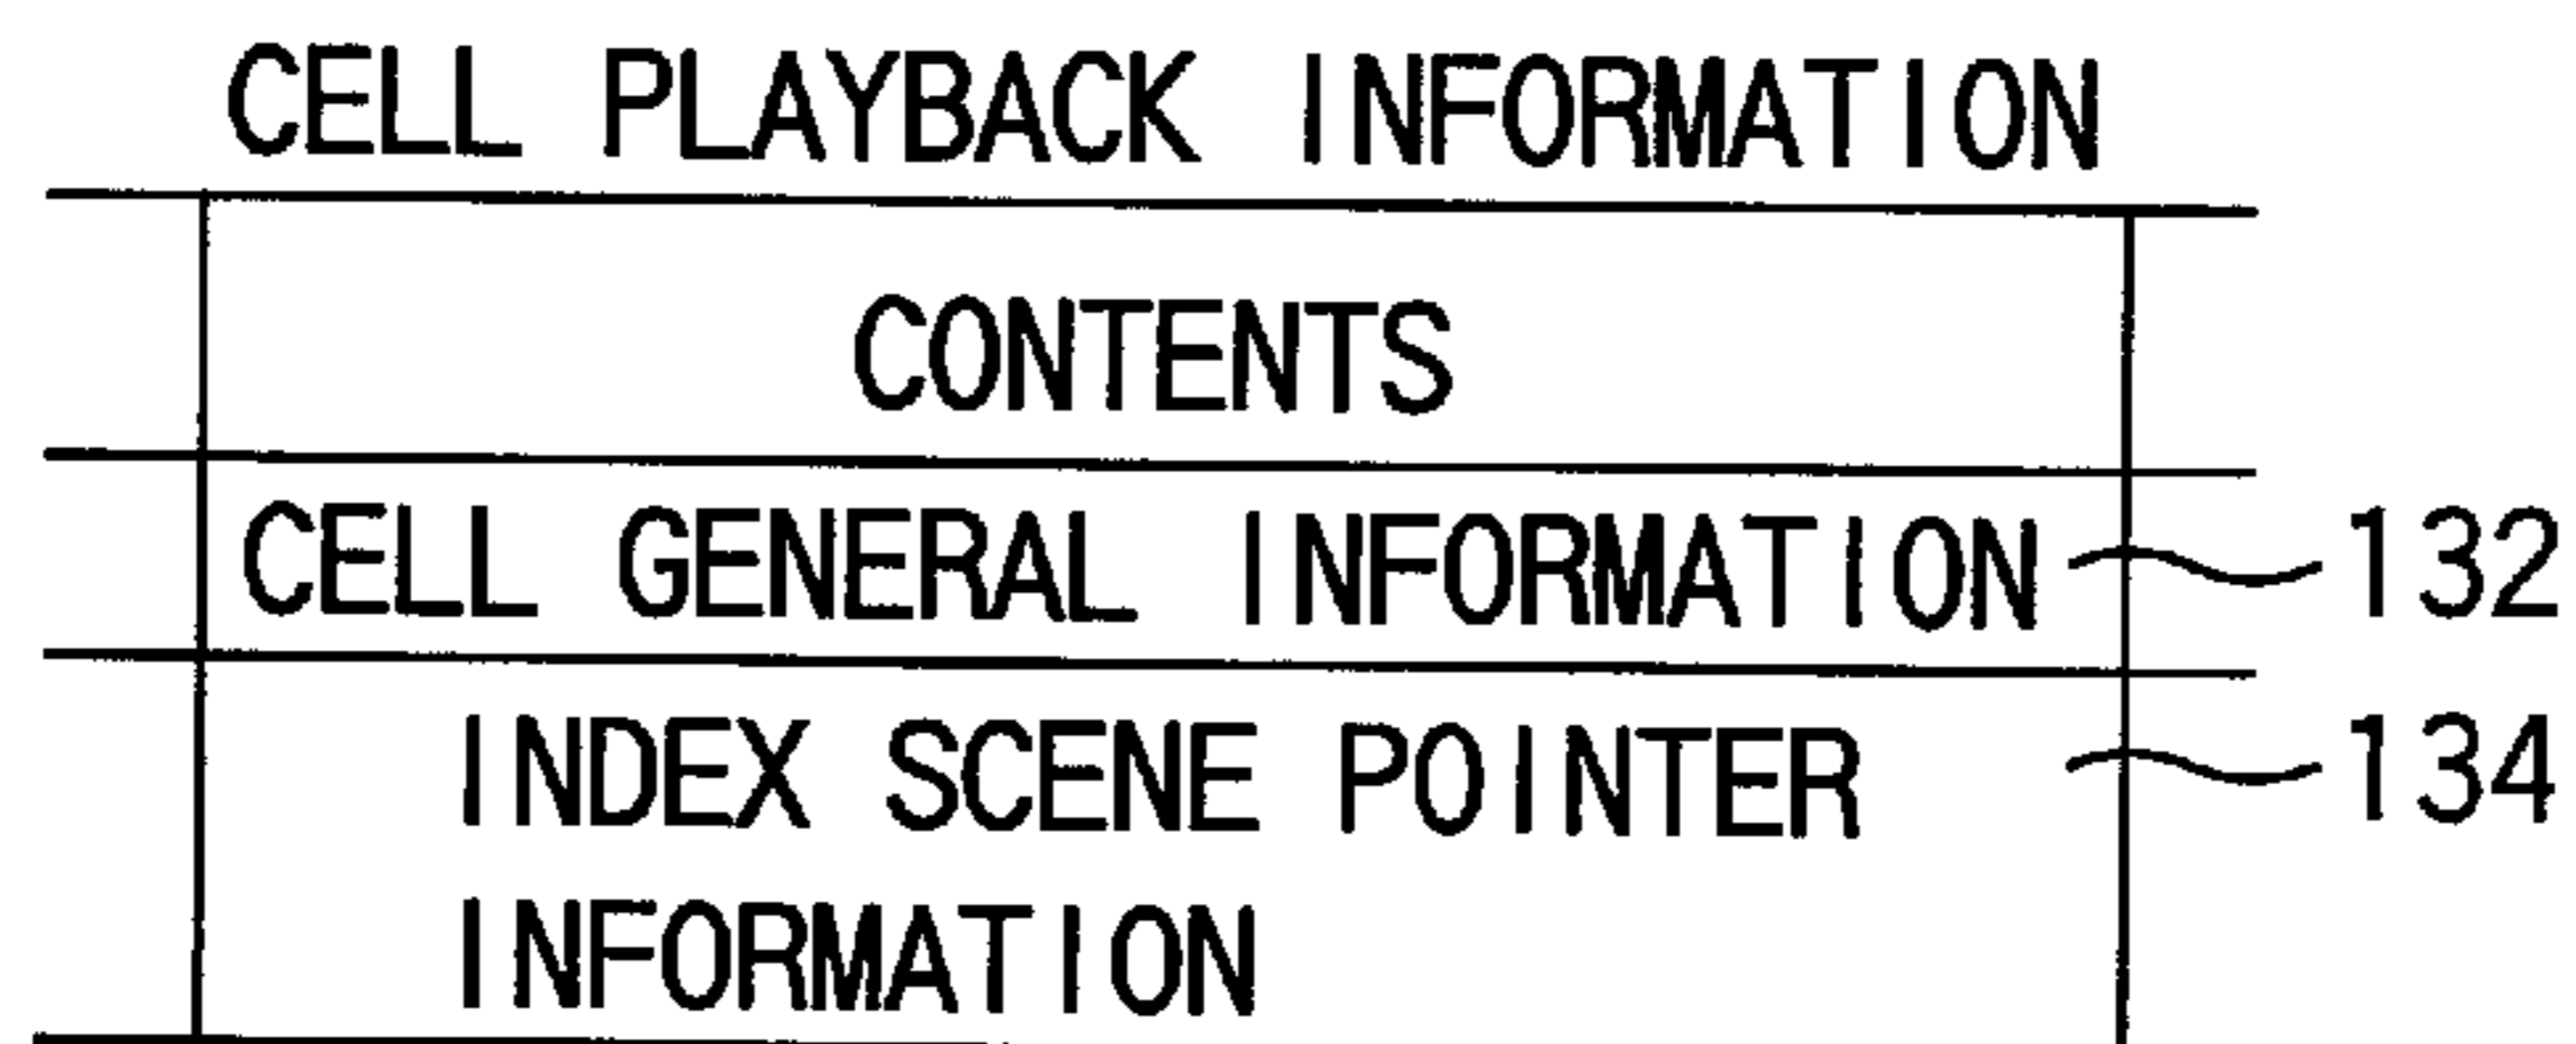 CELL PLAYBACK INFORMATION
CONTENTS
CELL GENERAL INFORMATION 132
INDEX SCENE POINTER 134
INFORMATION